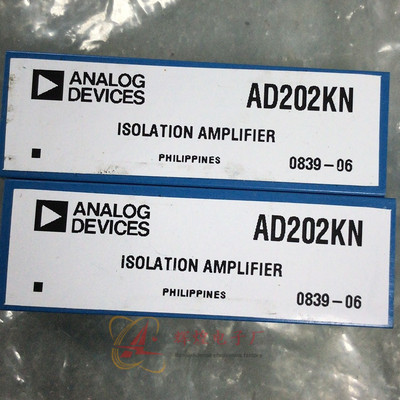 ANALOG
DEVICES
AD202KN
ISOLATION AMPLIFIER
PHILIPPINES
0839-06
ANALOG
DEVICES
AD202KN
iSOLATION AMPLIFIER
PHILIPPINES
0839-06